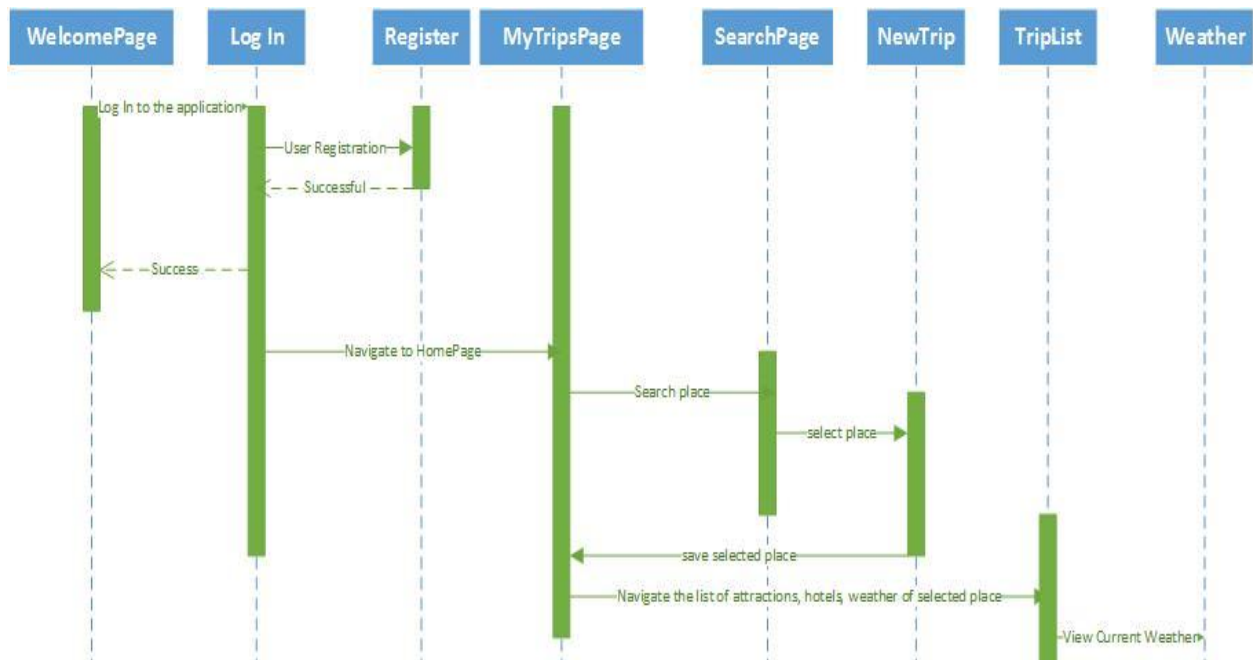 WelcomePage
Log In
Register
MyTripsPage
SearchPage
NewTrip
TripList
Weather
Log In to the application
User Registration
Successful
Success
Navigate to HomePage
Search place
select place
save selected place
Navigate the list of attractions, hotels, weather of selected place
View Current Weather